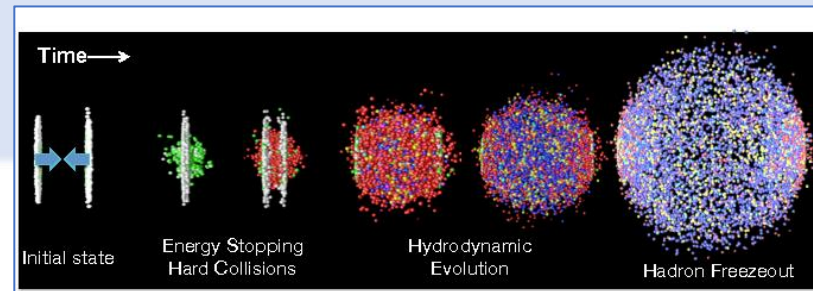 Time
Initial state
Energy Stopping
Hard Collisions
Hydrodynamic
Evolution
Hadron Freezeout